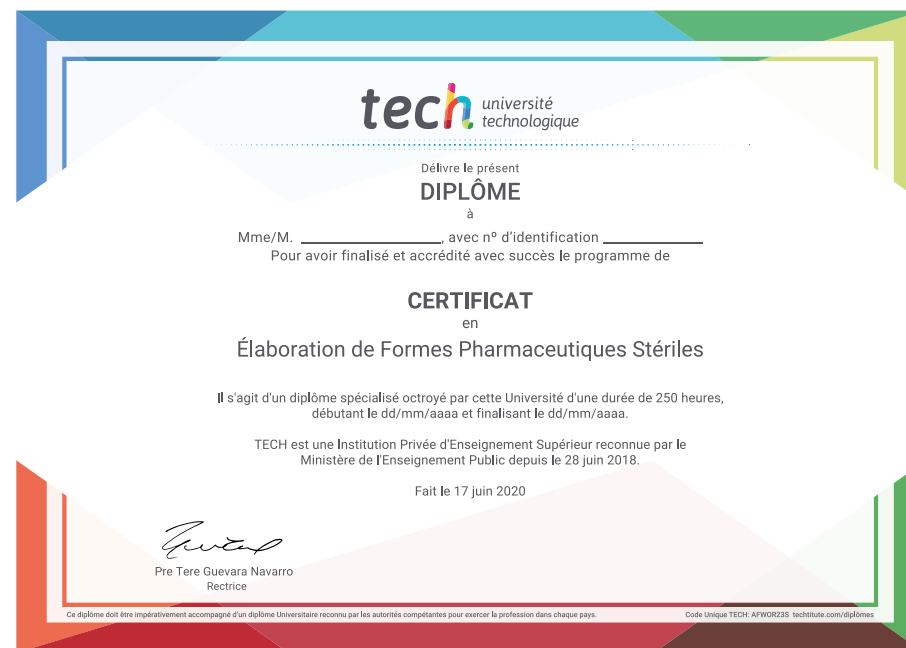 tech université
technologique
Délivre le présent
DIPLÔME
à
Mme/M. ____________________, avec nº d'identification ______________
Pour avoir finalisé et accrédité avec succès le programme de
CERTIFICAT
en
Élaboration de Formes Pharmaceutiques Stériles
Il s'agit d'un diplôme spécialisé octroyé par cette Université d'une durée de 250 heures,
débutant le dd/mm/aaaa et finalisant le dd/mm/aaaa.
TECH est une Institution Privée d'Enseignement Supérieur reconnue par le
Ministère de l'Enseignement Public depuis le 28 juin 2018.
Fait le 17 juin 2020
Pre Tere Guevara Navarro
Rectrice
Ce diplôme doit être impérativement accompagné d'un diplôme Universitaire reconnu par les autorités compétantes pour exercer la profession dans chaque pays. Code Unique TECH: AFWOR23S techtitute.com/diplômes